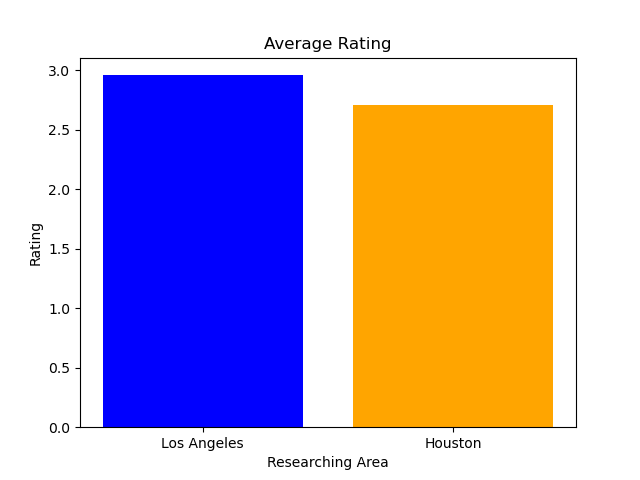 Average Rating
3.0
2.5
2.0
1.5
1.0
0.5
0.0
Rating
Los Angeles
Houston
Researching Area